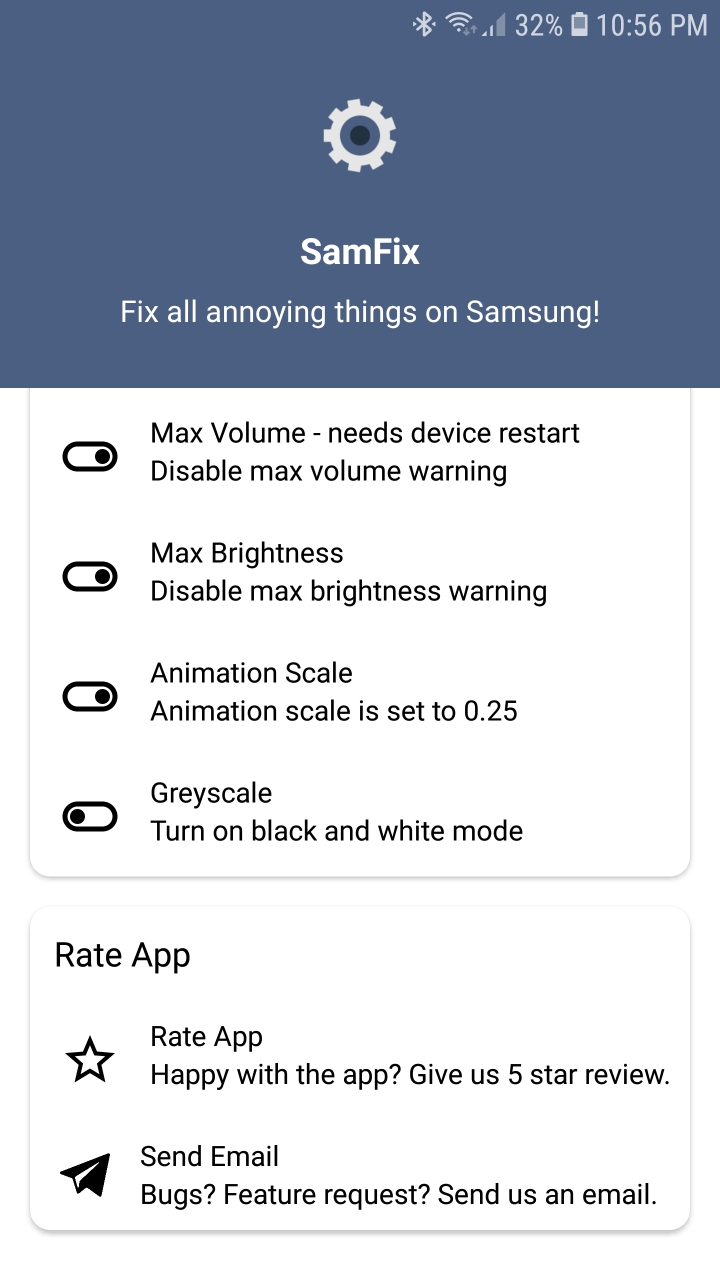 32% 10:56 PM
SamFix
Fix all annoying things on Samsung!
Max Volume - needs device restart
Disable max volume warning
Max Brightness
Disable max brightness warning
Animation Scale
Animation scale is set to 0.25
Greyscale
Turn on black and white mode
Rate App
Rate App
Happy with the app? Give us 5 star review.
Send Email
Bugs? Feature request? Send us an email.